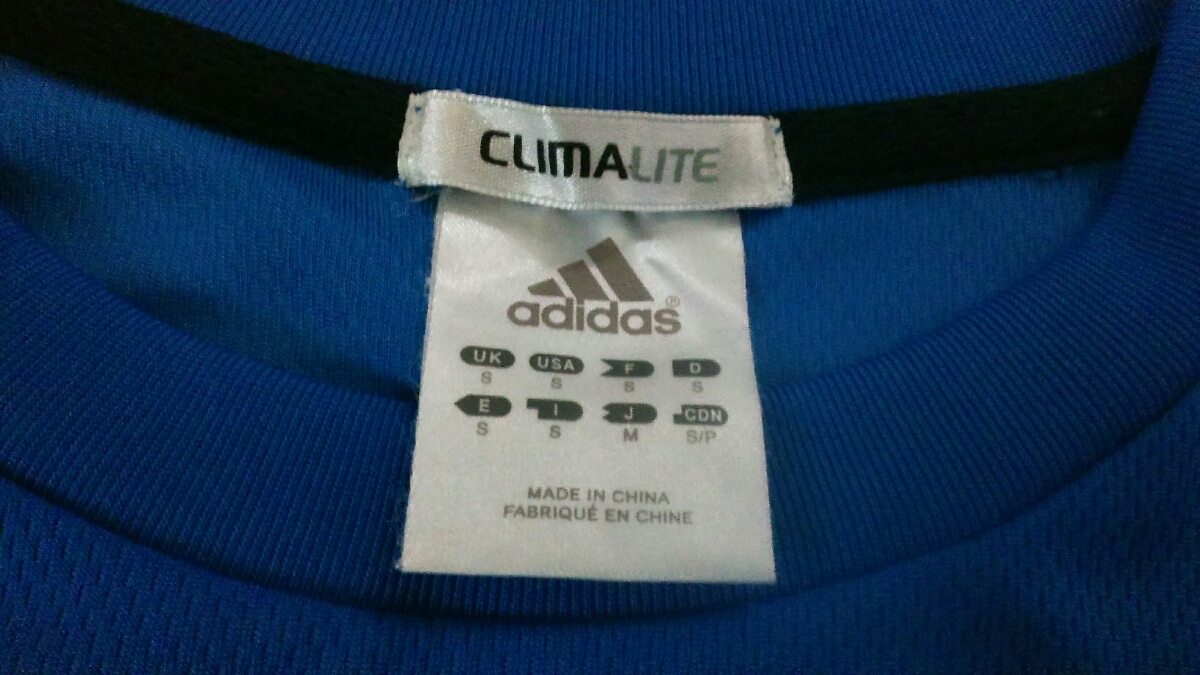 CLIMALITE
adidas®
UK USA F D
S S S S
E I J CDN
S S M S/P
MADE IN CHINA
FABRIQUÉ EN CHINE